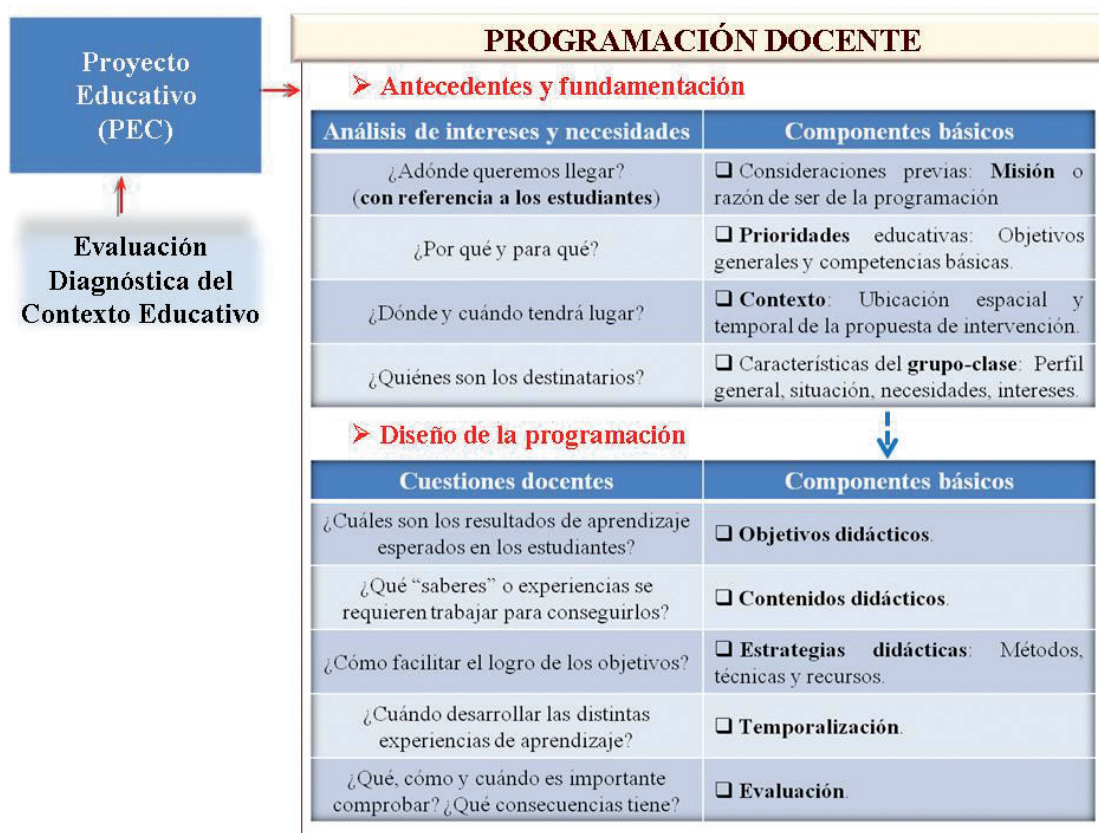 Proyecto
Educativo
(PEC)
Evaluación
Diagnóstica del
Contexto Educativo
PROGRAMACIÓN DOCENTE
➢ Antecedentes y fundamentación
Análisis de intereses y necesidades
Componentes básicos
¿Adónde queremos llegar?
(con referencia a los estudiantes)
❑ Consideraciones previas: Misión o
razón de ser de la programación
¿Por qué y para qué?
❑ Prioridades educativas: Objetivos
generales y competencias básicas.
¿Dónde y cuándo tendrá lugar?
❑ Contexto: Ubicación espacial y
temporal de la propuesta de intervención.
¿Quiénes son los destinatarios?
❑ Características del grupo-clase: Perfil
general, situación, necesidades, intereses.
➢ Diseño de la programación
Cuestiones docentes
Componentes básicos
¿Cuáles son los resultados de aprendizaje
esperados en los estudiantes?
❑ Objetivos didácticos.
¿Qué “saberes” o experiencias se
requieren trabajar para conseguirlos?
❑ Contenidos didácticos.
¿Cómo facilitar el logro de los objetivos?
❑ Estrategias didácticas: Métodos,
técnicas y recursos.
¿Cuándo desarrollar las distintas
experiencias de aprendizaje?
❑ Temporalización.
¿Qué, cómo y cuándo es importante
comprobar? ¿Qué consecuencias tiene?
❑ Evaluación.